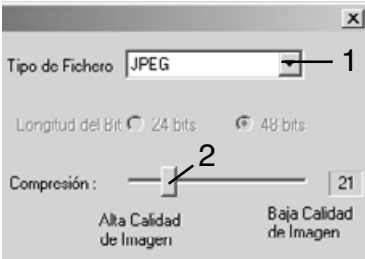 Tipo de Fichero JPEG 1
Longitud del Bit 24 bits 48 bits
2
Compresión : 21
Alta Calidad Baja Calidad
de Imagen de Imagen